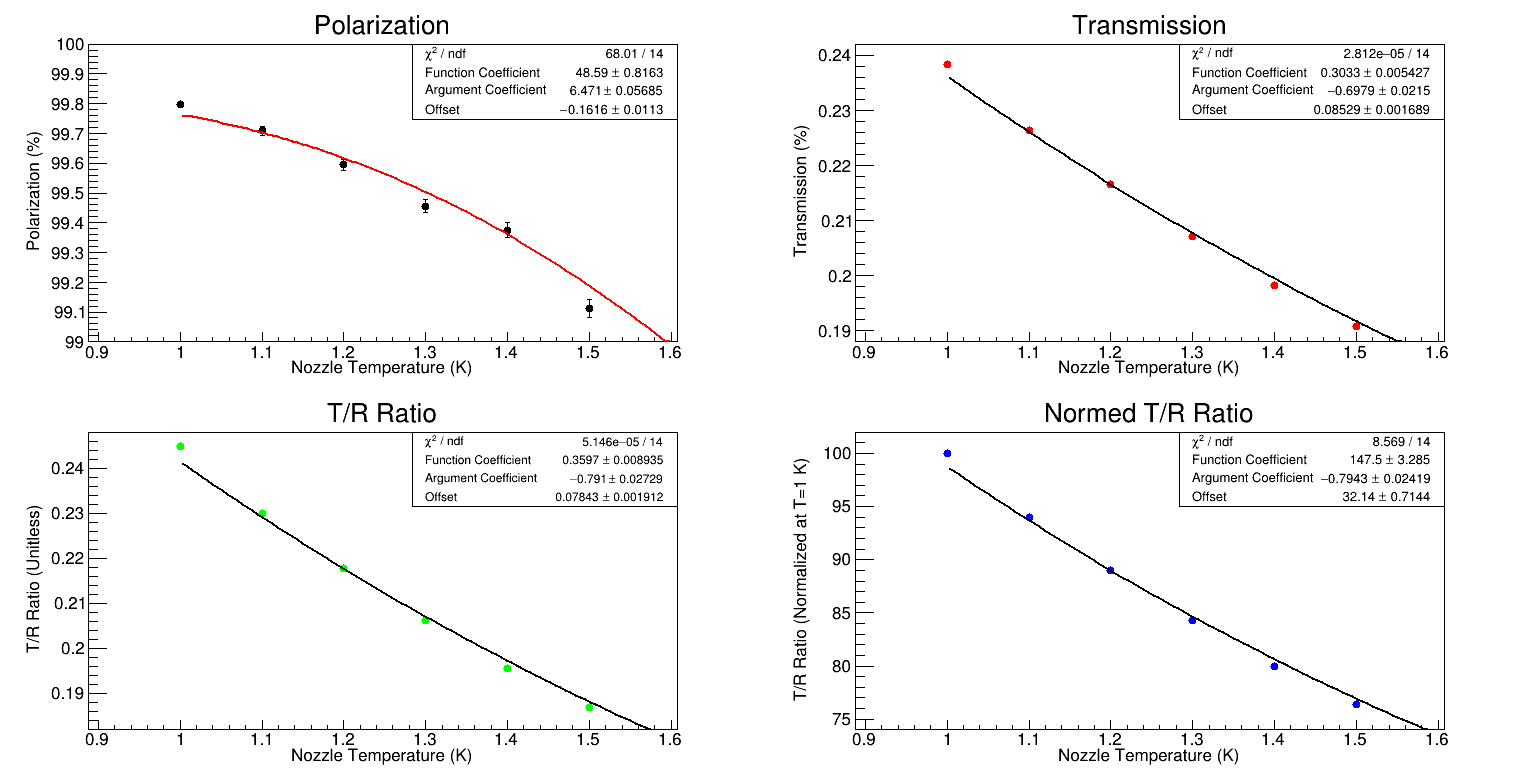 Polarization
χ² / ndf 68.01 / 14
Function Coefficient 48.59 ± 0.8163
Argument Coefficient 6.471 ± 0.05685
Offset −0.1616 ± 0.0113
Polarization (%)
100
99.9
99.8
99.7
99.6
99.5
99.4
99.3
99.2
99.1
99
0.9 1 1.1 1.2 1.3 1.4 1.5 1.6
Nozzle Temperature (K)
Transmission
χ² / ndf 2.812e−05 / 14
Function Coefficient 0.3033 ± 0.005427
Argument Coefficient −0.6979 ± 0.0215
Offset 0.08529 ± 0.001689
Transmission (%)
0.24
0.23
0.22
0.21
0.2
0.19
0.9 1 1.1 1.2 1.3 1.4 1.5 1.6
Nozzle Temperature (K)
T/R Ratio
χ² / ndf 5.146e−05 / 14
Function Coefficient 0.3597 ± 0.008935
Argument Coefficient −0.791 ± 0.02729
Offset 0.07843 ± 0.001912
T/R Ratio (Unitless)
0.24
0.23
0.22
0.21
0.2
0.19
0.9 1 1.1 1.2 1.3 1.4 1.5 1.6
Nozzle Temperature (K)
Normed T/R Ratio
χ² / ndf 8.569 / 14
Function Coefficient 147.5 ± 3.285
Argument Coefficient −0.7943 ± 0.02419
Offset 32.14 ± 0.7144
T/R Ratio (Normalized at T=1 K)
100
95
90
85
80
75
0.9 1 1.1 1.2 1.3 1.4 1.5 1.6
Nozzle Temperature (K)